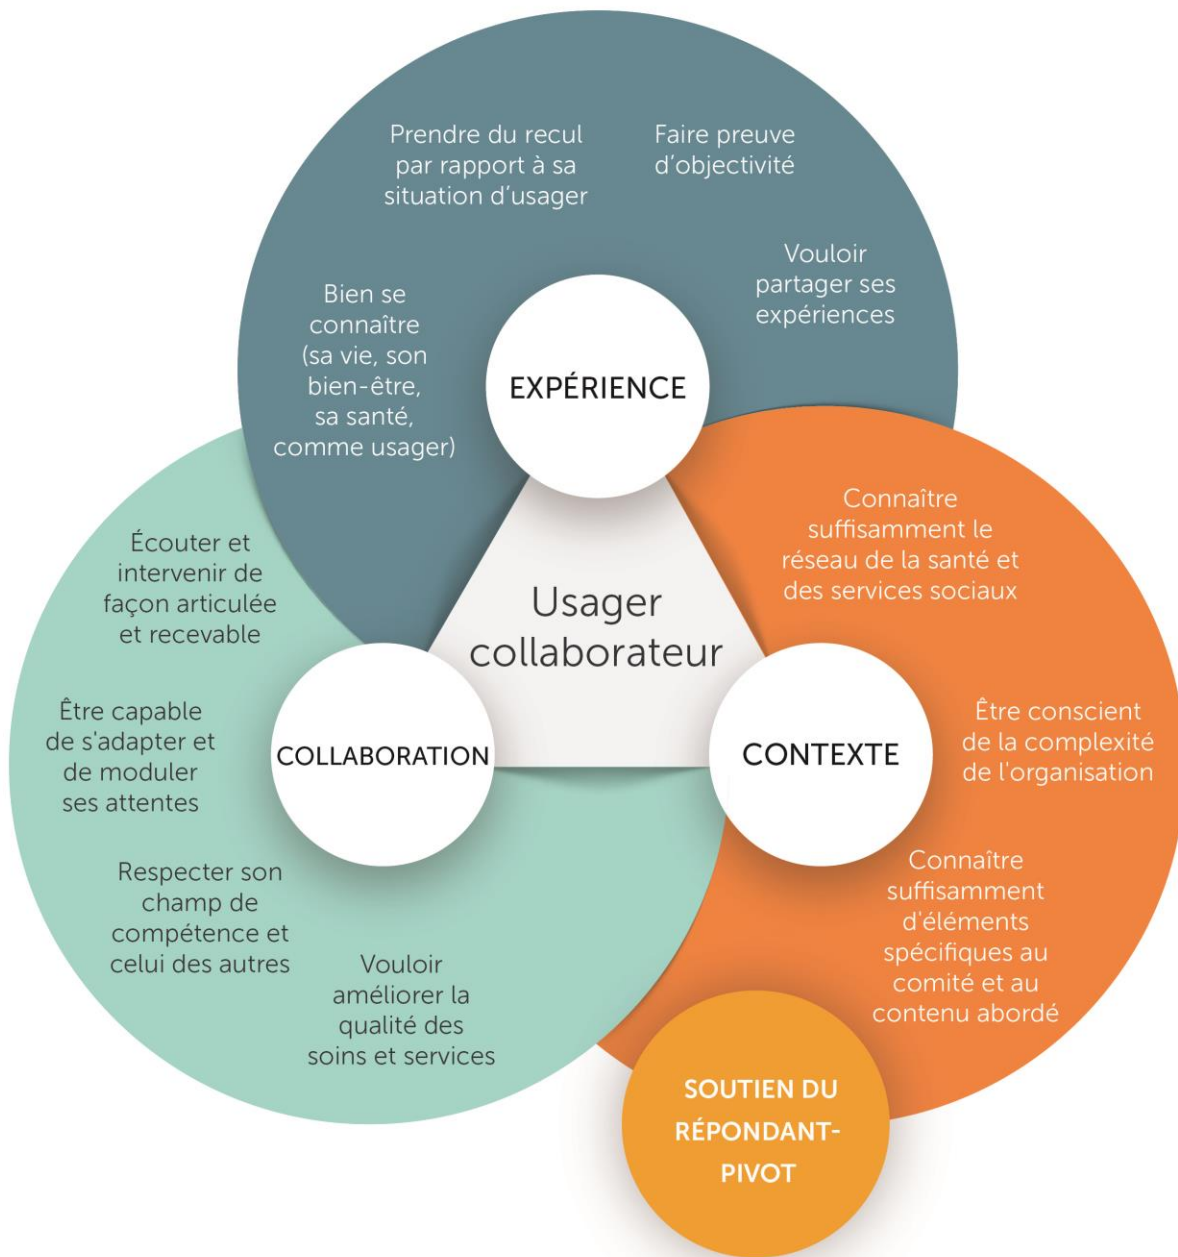 Prendre du recul
par rapport à sa
situation d'usager
Faire preuve
d'objectivité
Vouloir
partager ses
expériences
Bien se
connaître
(sa vie, son
bien-être,
sa santé,
comme usager)
EXPÉRIENCE
Connaître
suffisamment le
réseau de la santé et
des services sociaux
Écouter et
intervenir de
façon articulée
et recevable
Usager
collaborateur
Être capable
de s'adapter et
de moduler
ses attentes
COLLABORATION
CONTEXTE
Être conscient
de la complexité
de l'organisation
Respecter son
champ de
compétence et
celui des autres
Vouloir
améliorer la
qualité des
soins et services
Connaître
suffisamment
d'éléments
spécifiques au
comité et au
contenu abordé
SOUTIEN DU
RÉPONDANT-
PIVOT